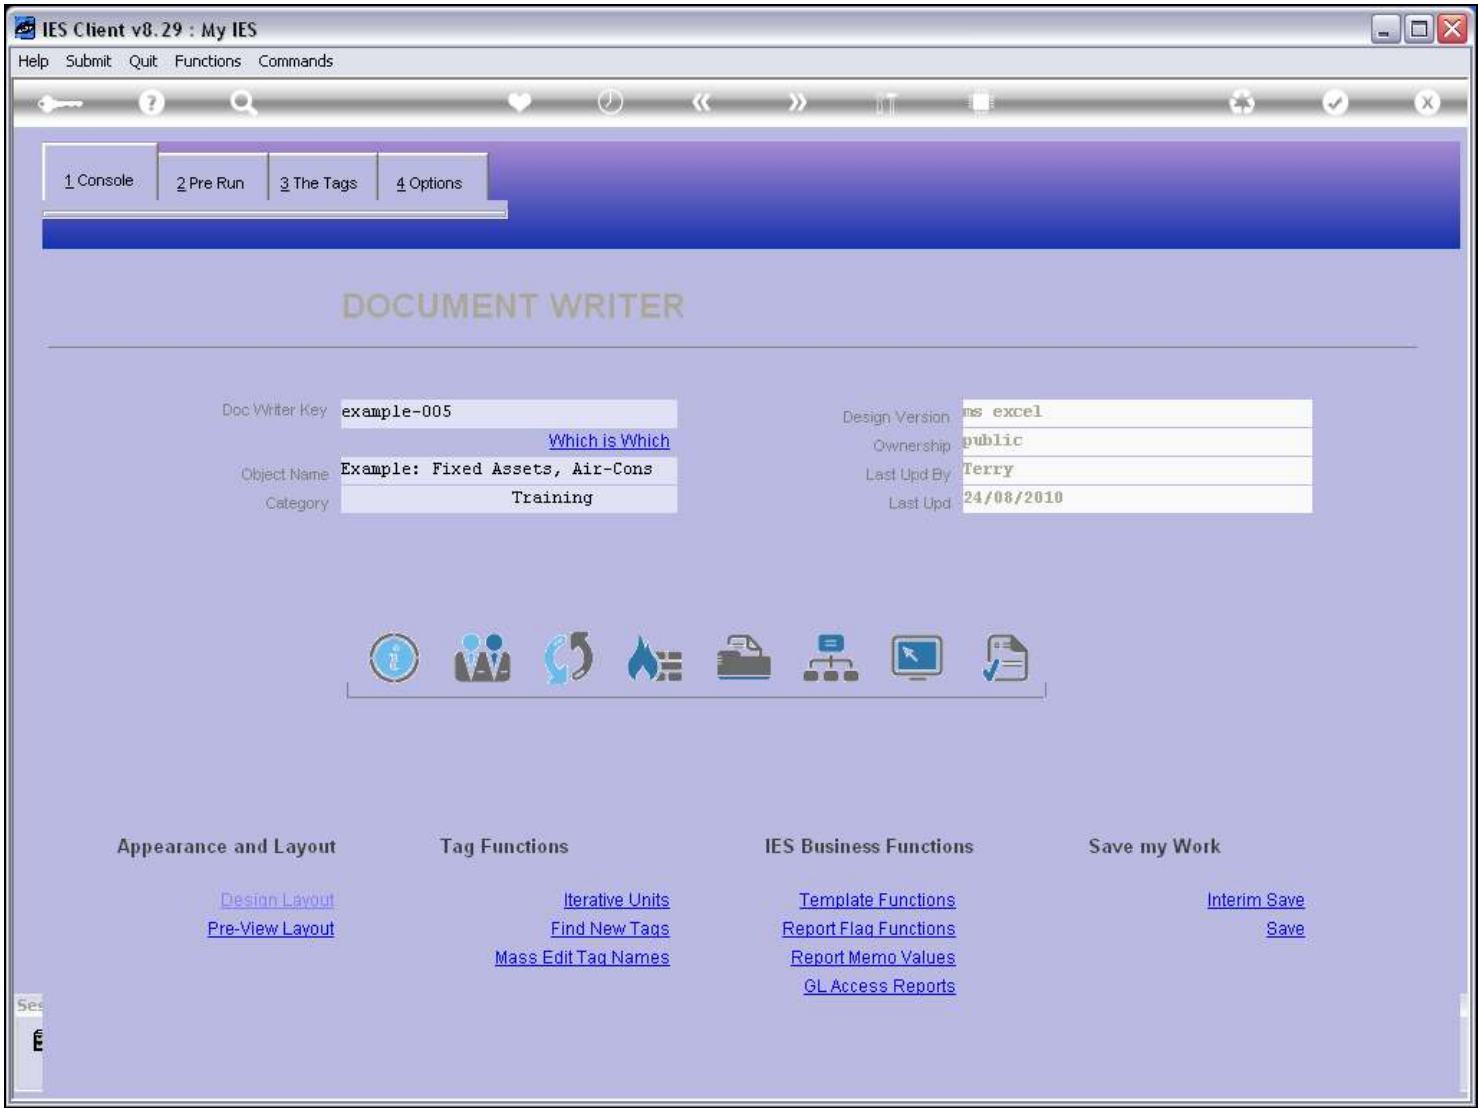 IES Client v8.29 : My IES
Help Submit Quit Functions Commands
1 Console
2 Pre Run
3 The Tags
4 Options
DOCUMENT WRITER
Doc Writer Key example-005
Which is Which
Object Name Example: Fixed Assets, Air-Cons
Category Training
Design Version ms excel
Ownership public
Last Upd By Terry
Last Upd 24/08/2010
Appearance and Layout
Design Layout
Pre-View Layout
Tag Functions
Iterative Units
Find New Tags
Mass Edit Tag Names
IES Business Functions
Template Functions
Report Flag Functions
Report Memo Values
GL Access Reports
Save my Work
Interim Save
Save